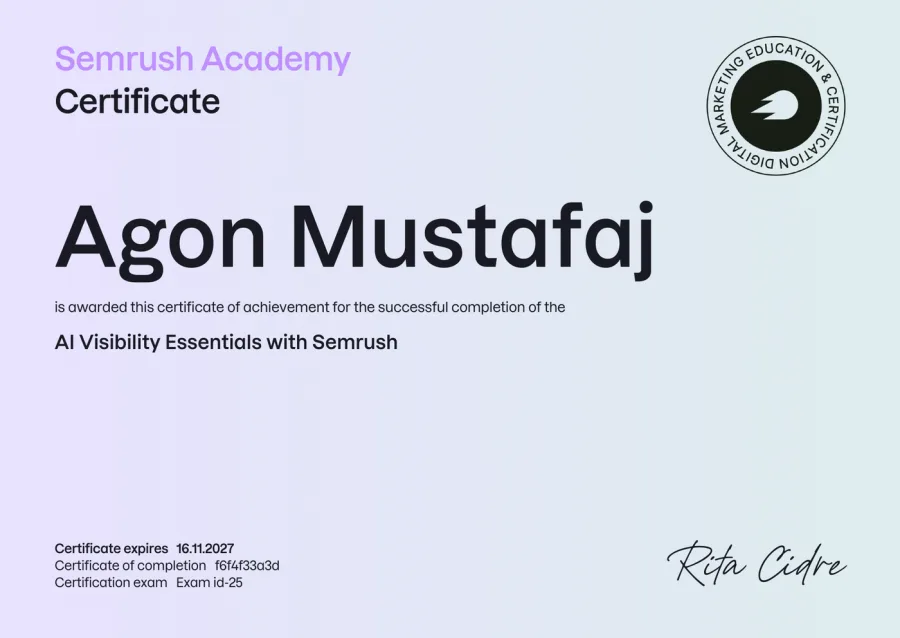 Semrush Academy
Certificate
DIGITAL MARKETING EDUCATION & CERTIFICATION
Agon Mustafaj
is awarded this certificate of achievement for the successful completion of the
AI Visibility Essentials with Semrush
Certificate expires 16.11.2027
Certificate of completion f6f4f33a3d
Certification exam Exam id-25
Rita Cidre